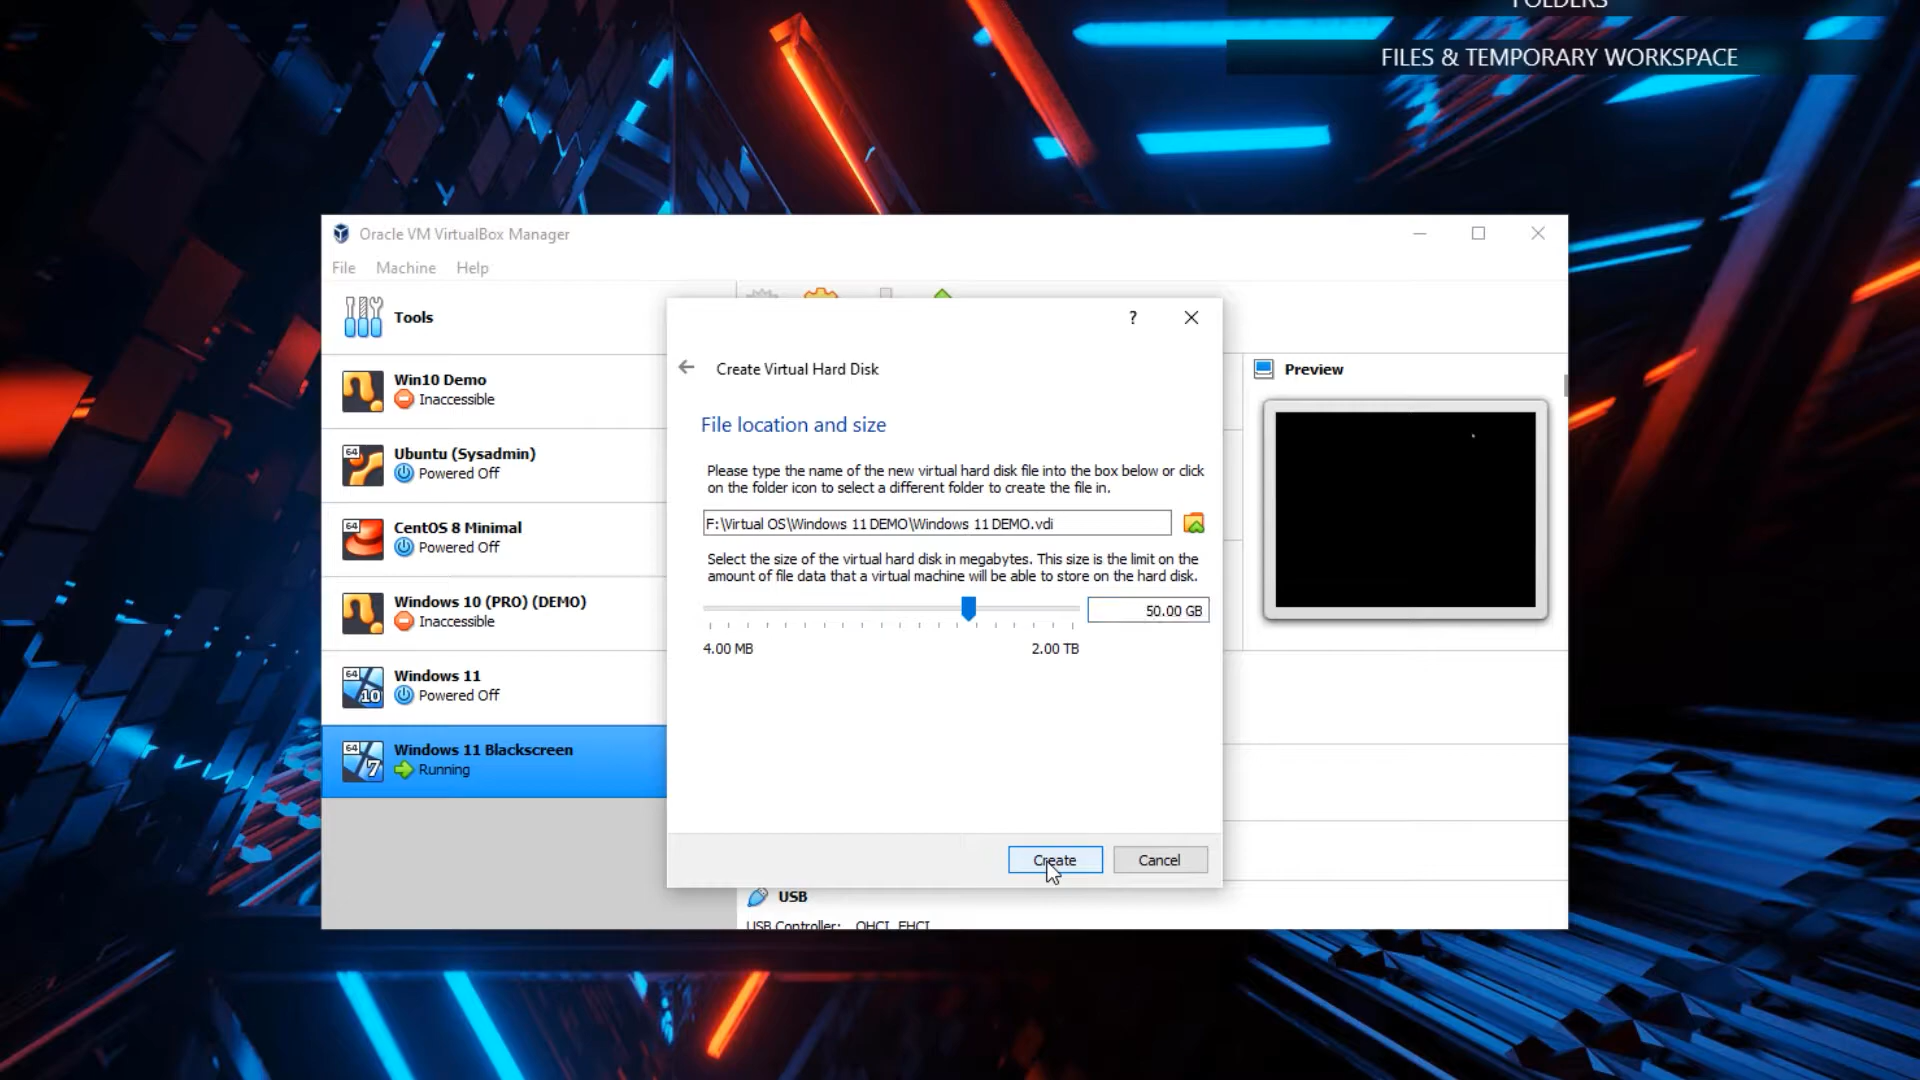 FOLDERS
FILES & TEMPORARY WORKSPACE
Oracle VM VirtualBox Manager
File Machine Help
Tools
Win10 Demo
Inaccessible
64
Ubuntu (Sysadmin)
Powered Off
64
CentOS 8 Minimal
Powered Off
Windows 10 (PRO) (DEMO)
Inaccessible
64
10
Windows 11
Powered Off
64
7
Windows 11 Blackscreen
Running
?
Create Virtual Hard Disk
File location and size
Please type the name of the new virtual hard disk file into the box below or click
on the folder icon to select a different folder to create the file in.
F:\Virtual OS\Windows 11 DEMO\Windows 11 DEMO.vdi
Select the size of the virtual hard disk in megabytes. This size is the limit on the
amount of file data that a virtual machine will be able to store on the hard disk.
50.00 GB
4.00 MB 2.00 TB
Create Cancel
Preview
USB
USB Controller: OHCI, EHCI